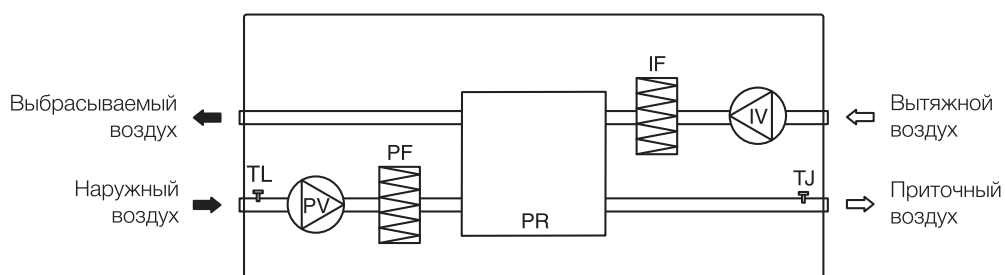 IF
Выбрасываемый
воздух
IV
Вытяжной
воздух
PF
TL
TJ
Наружный
воздух
PV
PR
Приточный
воздух